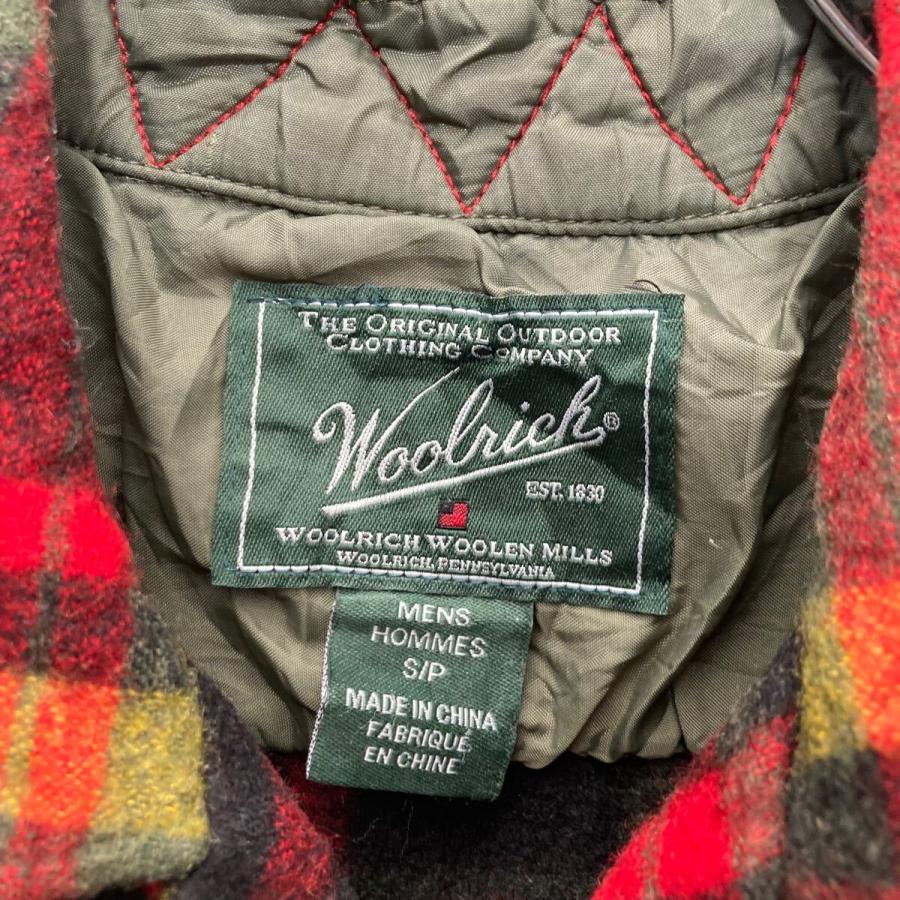 THE ORIGINAL OUTDOOR
CLOTHING COMPANY
Woolrich®
EST. 1830
WOOLRICH WOOLEN MILLS
WOOLRICH, PENNSYLVANIA
MENS
HOMMES
S/P
MADE IN CHINA
FABRIQUÉ
EN CHINE